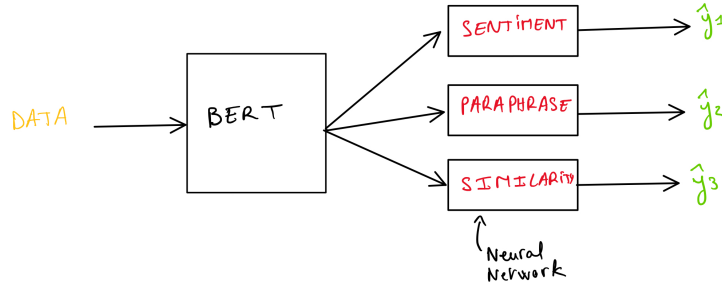 DATA
BERT
SENTIMENT
ŷ1
PARAPHRASE
ŷ2
SIMILARITY
ŷ3
Neural
Network